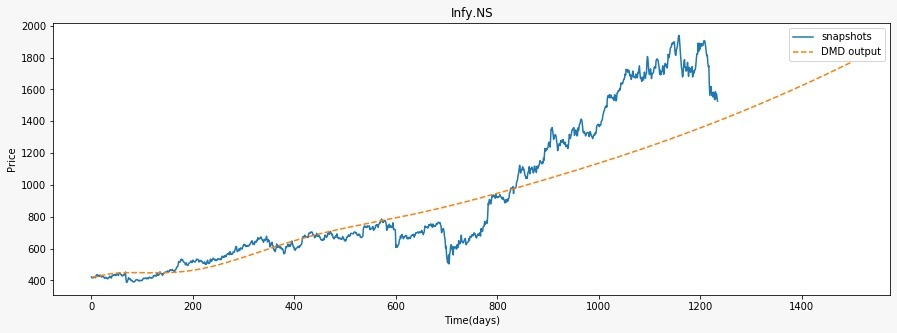 Infy.NS
2000
1800
1600
1400
1200
1000
800
600
400
Price
snapshots
DMD output
0 200 400 600 800 1000 1200 1400
Time(days)